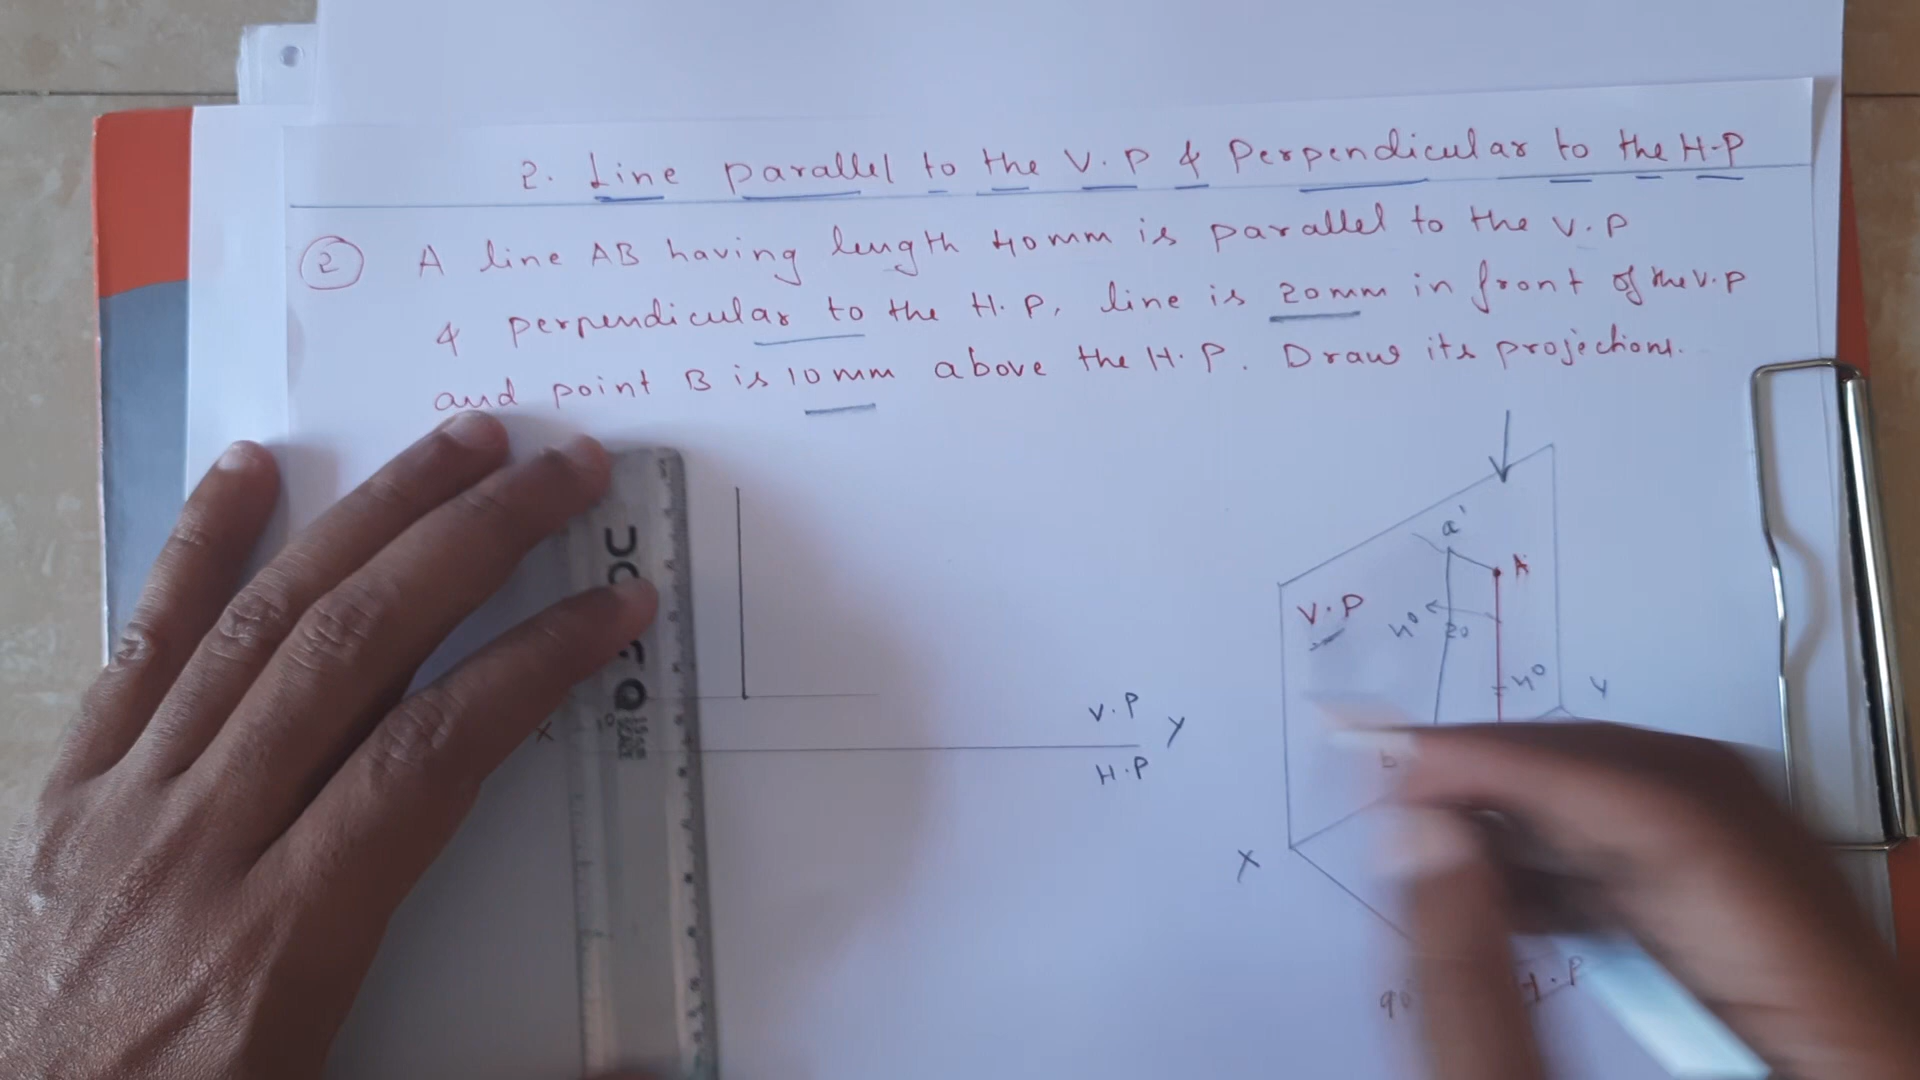 2. Line parallel to the V.P & Perpendicular to the H.P
2 A line AB having length 40mm is parallel to the V.P
& perpendicular to the H.P, line is 20mm in front of the V.P
and point B is 10mm above the H.P. Draw its projections.
a'
A
V.P
40
20
40
Y
V.P
X
Y
H.P
b
X
H.P
90